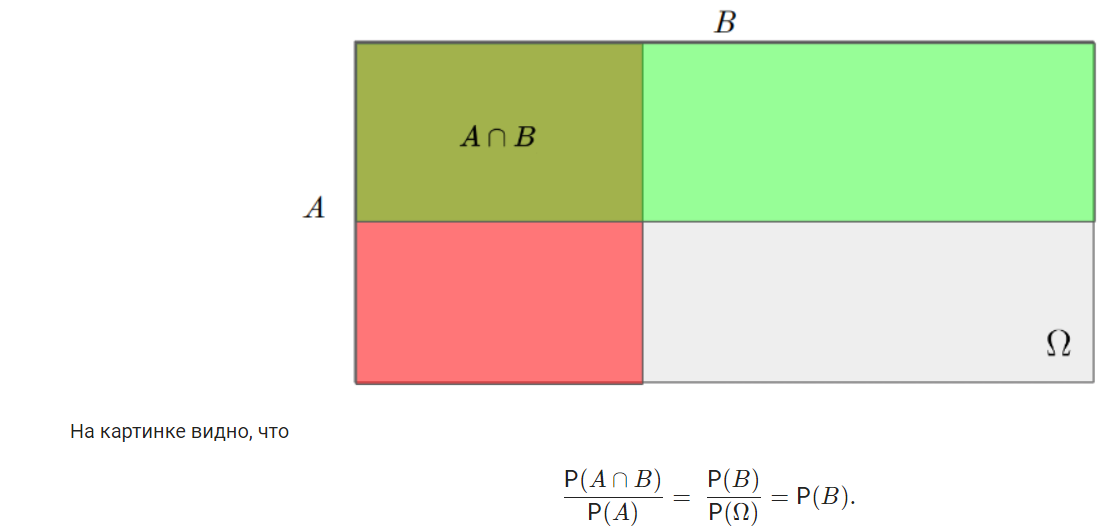 B
A ∩ B
A
Ω
На картинке видно, что
P(A ∩ B)/P(A) = P(B)/P(Ω) = P(B).